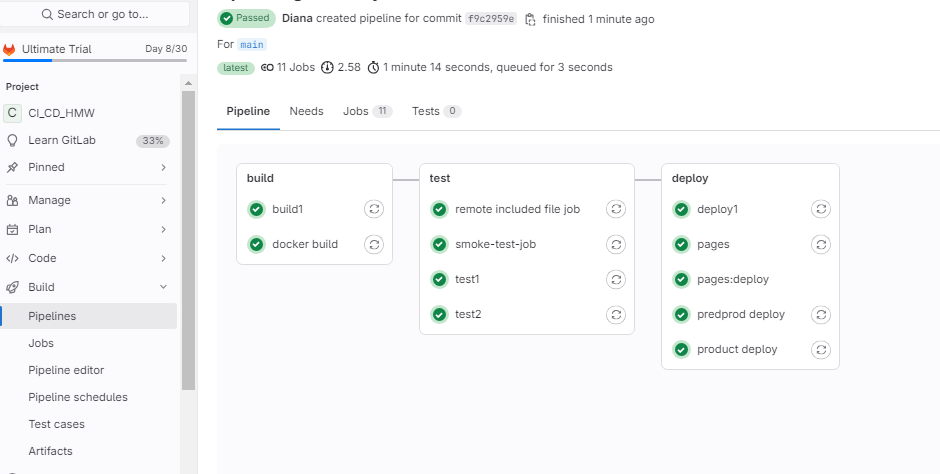 Search or go to...
Ultimate Trial
Day 8/30
Project
C
CI_CD_HMW
Learn GitLab
33%
Pinned
Manage
Plan
Code
Build
Pipelines
Jobs
Pipeline editor
Pipeline schedules
Test cases
Artifacts
Passed Diana created pipeline for commit f9c2959e finished 1 minute ago
For main
latest 11 Jobs 2.58 1 minute 14 seconds, queued for 3 seconds
Pipeline Needs Jobs 11 Tests 0
build
build1
docker build
test
remote included file job
smoke-test-job
test1
test2
deploy
deploy1
pages
pages:deploy
predprod deploy
product deploy